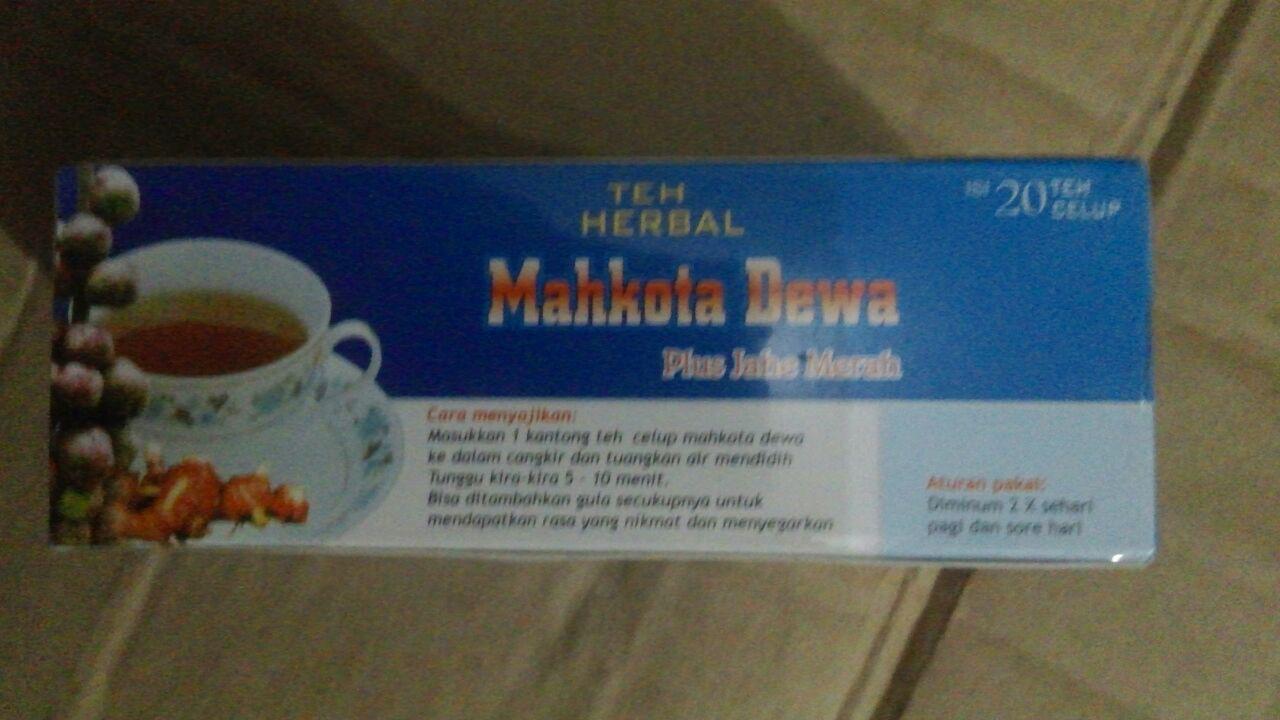 TEH
HERBAL
ISI 20 TEH CELUP
Mahkota Dewa
Plus Jahe Merah
Cara menyajikan:
Masukkan 1 kantong teh celup mahkota dewa
ke dalam cangkir dan tuangkan air mendidih
Tunggu kira-kira 5 - 10 menit.
Bisa ditambahkan gula secukupnya untuk
mendapatkan rasa yang nikmat dan menyegarkan
Aturan pakai:
Diminum 2 X sehari
pagi dan sore hari